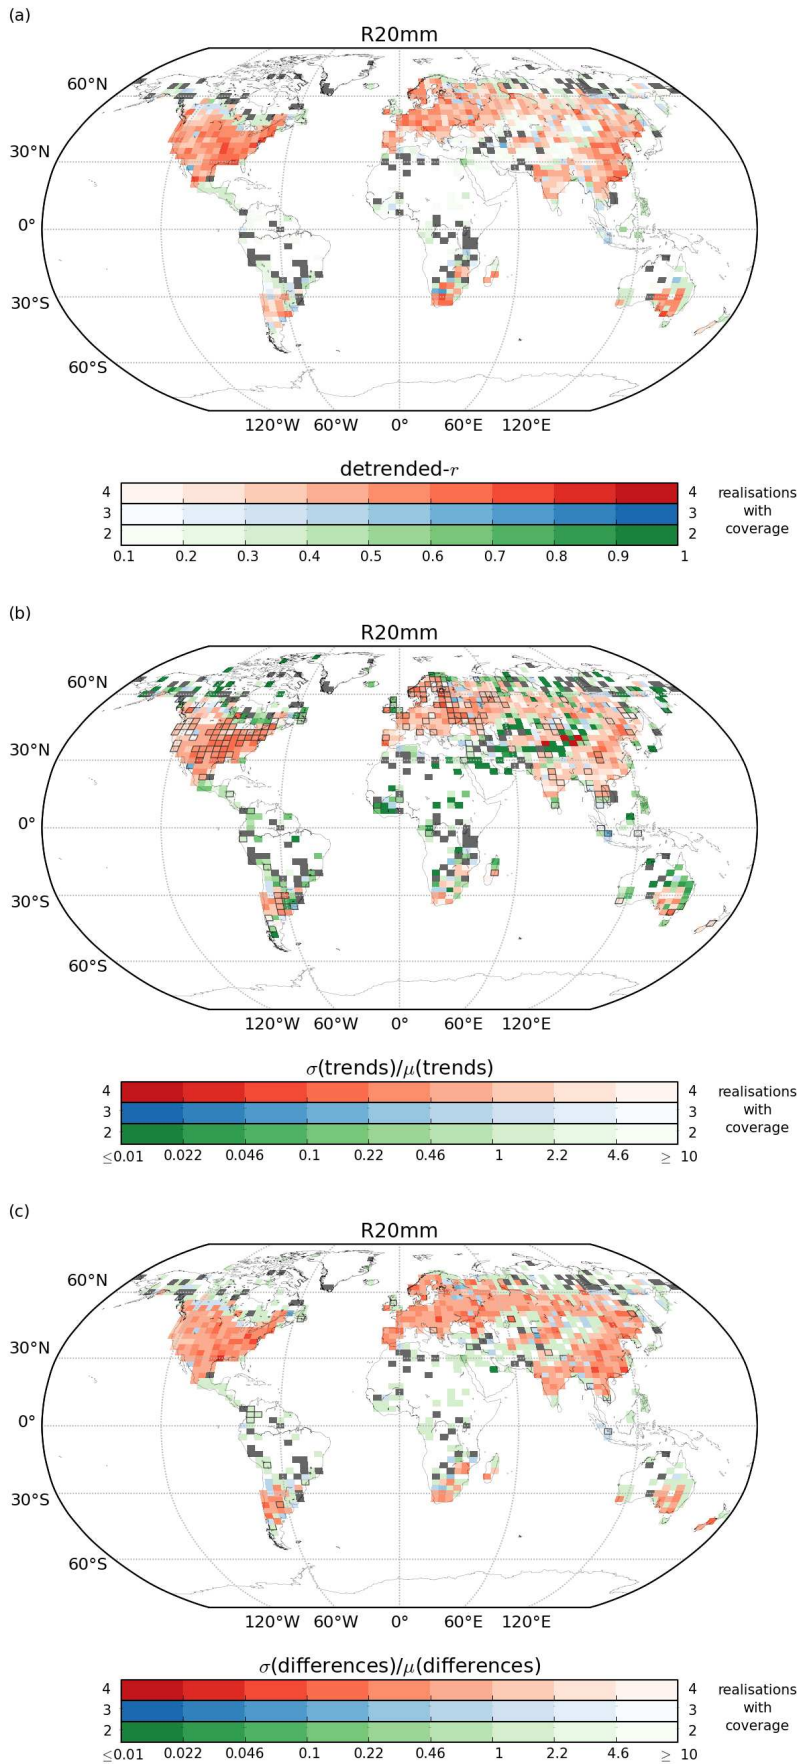 (a)
R20mm
60°N
30°N
0°
30°S
60°S
120°W 60°W 0° 60°E 120°E
detrended-r
4 4 realisations
3 3 with
2 2 coverage
0.1 0.2 0.3 0.4 0.5 0.6 0.7 0.8 0.9 1
(b)
R20mm
60°N
30°N
0°
30°S
60°S
120°W 60°W 0° 60°E 120°E
σ(trends)/μ(trends)
4 4 realisations
3 3 with
2 2 coverage
≤0.01 0.022 0.046 0.1 0.22 0.46 1 2.2 4.6 ≥ 10
(c)
R20mm
60°N
30°N
0°
30°S
60°S
120°W 60°W 0° 60°E 120°E
σ(differences)/μ(differences)
4 4 realisations
3 3 with
2 2 coverage
≤0.01 0.022 0.046 0.1 0.22 0.46 1 2.2 4.6 ≥ 10